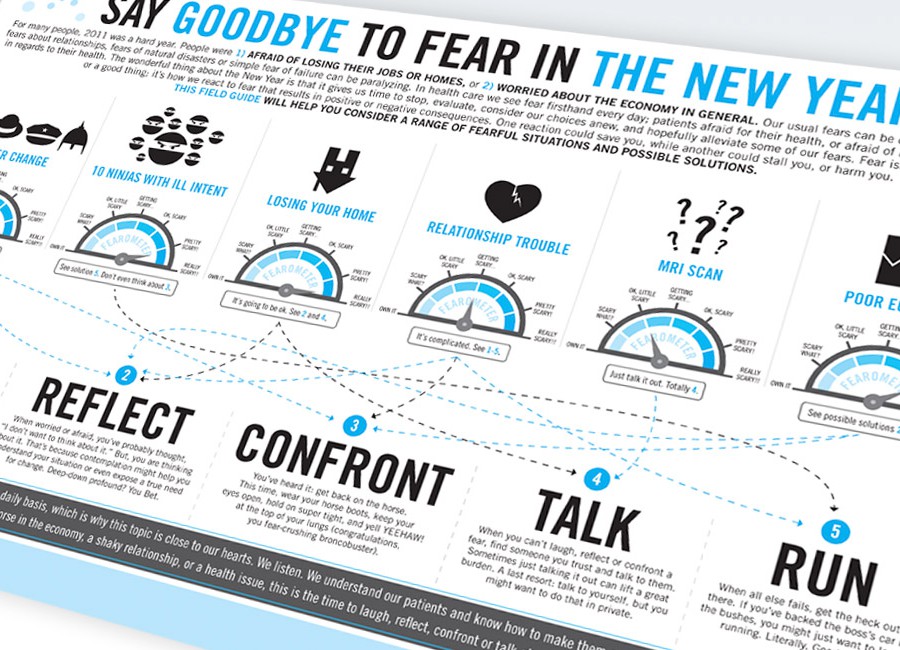 SAY GOODBYE TO FEAR IN THE NEW YEAR
For many people, 2011 was a hard year. People were 1) AFRAID OF LOSING THEIR JOBS OR HOMES, or 2) WORRIED ABOUT THE ECONOMY IN GENERAL. Our usual fears can be
fears about relationships, fears of natural disasters or simple fear of failure can be paralyzing. In health care we see fear firsthand every day; patients afraid for their health, or afraid of
in regards to their health. The wonderful thing about the New Year is that it gives us time to stop, evaluate, consider our choices anew, and hopefully alleviate some of our fears. Fear is
or a good thing; it's how we react to fear that results in positive or negative consequences. One reaction could save you, while another could stall you, or harm you.
THIS FIELD GUIDE WILL HELP YOU CONSIDER A RANGE OF FEARFUL SITUATIONS AND POSSIBLE SOLUTIONS.
ER CHANGE
PRETTY SCARY!
REALLY SCARY!!
10 NINJAS WITH ILL INTENT
OWN IT
SCARY WHAT?
OK, LITTLE SCARY
GETTING SCARY...
OK, SCARY
PRETTY SCARY!
REALLY SCARY!!
FEAROMETER
See solution 5. Don't even think about 3.
LOSING YOUR HOME
OWN IT
SCARY WHAT?
OK, LITTLE SCARY
GETTING SCARY...
OK, SCARY
PRETTY SCARY!
REALLY SCARY!!
FEAROMETER
It's going to be ok. See 2 and 4.
RELATIONSHIP TROUBLE
OWN IT
SCARY WHAT?
OK, LITTLE SCARY
GETTING SCARY...
OK, SCARY
PRETTY SCARY!
REALLY SCARY!!
FEAROMETER
It's complicated. See 1-5.
? ? ? ? ? ?
MRI SCAN
OWN IT
SCARY WHAT?
OK, LITTLE SCARY
GETTING SCARY...
OK, SCARY
PRETTY SCARY!
REALLY SCARY!!
FEAROMETER
Just talk it out. Totally 4.
POOR EC
OWN IT
SCARY WHAT?
OK, LITTLE SCARY
GETTING SCARY...
FEAROMETER
See possible solutions
2
REFLECT
When worried or afraid, you've probably thought,
"I don't want to think about it." But, you are thinking
about it. That's because contemplation might help you
understand your situation or even expose a true need
for change. Deep-down profound? You Bet.
3
CONFRONT
You've heard it: get back on the horse.
This time, wear your horse boots, keep your
eyes open, hold on super tight, and yell YEEHAW!
at the top of your lungs (congratulations,
you fear-crushing broncobuster).
4
TALK
When you can't laugh, reflect or confront a
fear, find someone you trust and talk to them.
Sometimes just talking it out can lift a great
burden. A last resort: talk to yourself, but you
might want to do that in private.
5
RUN
When all else fails, get the heck out
there. If you've backed the boss's car
the bushes, you might just want to
running. Literally.
daily basis, which is why this topic is close to our hearts. We listen. We understand our patients and know how to make them
orse in the economy, a shaky relationship, or a health issue, this is the time to laugh, reflect, confront or talk